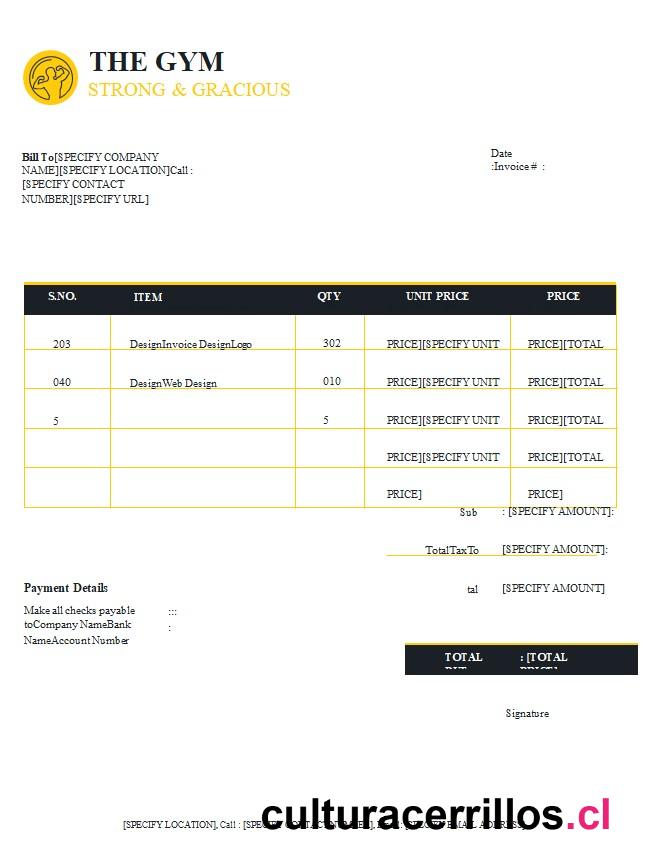 THE GYM
STRONG & GRACIOUS
Bill To[SPECIFY COMPANY
NAME][SPECIFY LOCATION]Call :
[SPECIFY CONTACT
NUMBER][SPECIFY URL]
Date
:Invoice # :
S.NO. ITEM QTY UNIT PRICE PRICE
203 DesignInvoice DesignLogo 302 PRICE][SPECIFY UNIT PRICE][TOTAL
040 DesignWeb Design 010 PRICE][SPECIFY UNIT PRICE][TOTAL
5 5 PRICE][SPECIFY UNIT PRICE][TOTAL
PRICE][SPECIFY UNIT PRICE][TOTAL
PRICE] PRICE]
Sub : [SPECIFY AMOUNT]:
TotalTaxTo [SPECIFY AMOUNT]:
tal [SPECIFY AMOUNT]
Payment Details
Make all checks payable :::
toCompany NameBank :
NameAccount Number
TOTAL : [TOTAL
Signature
culturacerrillos.cl
[SPECIFY LOCATION], Call :